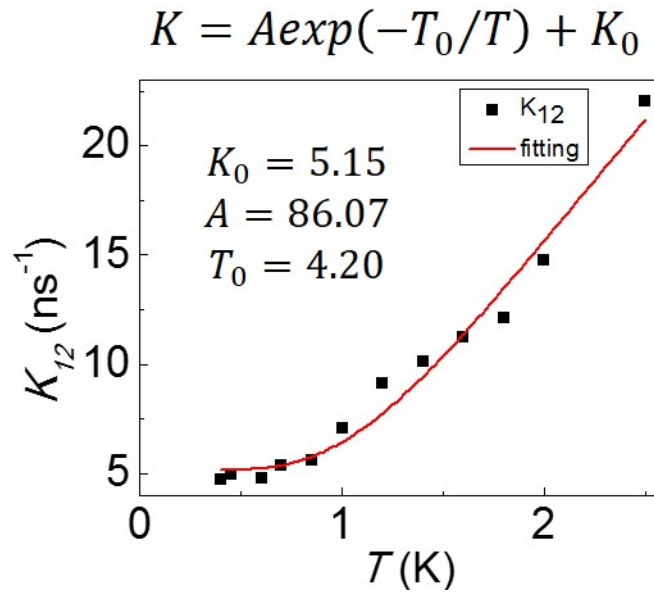 K = Aexp(−T₀/T) + K₀
K₁₂
fitting
K₀ = 5.15
A = 86.07
T₀ = 4.20
K₁₂ (ns⁻¹)
20
15
10
5
0
1
2
T (K)